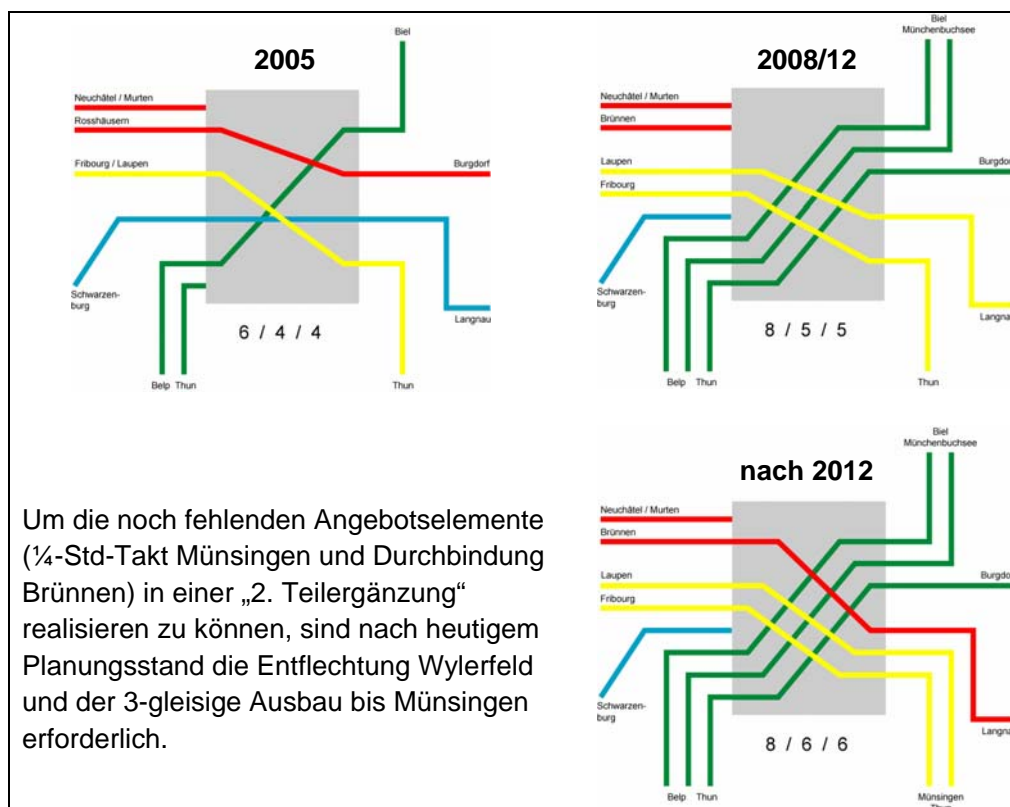 2005
Biel
Neuchâtel / Murten
Rosshäusern
Fribourg / Laupen
Burgdorf
Schwarzen-
burg
Langnau
6 / 4 / 4
Belp Thun
Thun
2008/12
Biel
Münchenbuchsee
Neuchâtel / Murten
Brünnen
Laupen
Fribourg
Burgdor
Schwarzen-
burg
Langna
8 / 5 / 5
Belp Thun
Thun
Um die noch fehlenden Angebotselemente
(¼-Std-Takt Münsingen und Durchbindung
Brünnen) in einer „2. Teilergänzung“
realisieren zu können, sind nach heutigem
Planungsstand die Entflechtung Wylerfeld
und der 3-gleisige Ausbau bis Münsingen
erforderlich.
nach 2012
Biel
Münchenbuchsee
Neuchâtel / Murten
Brünnen
Laupen
Fribourg
Burgdor
Schwarzen-
burg
Langna
8 / 6 / 6
Belp Thun
Münsingen
Thun